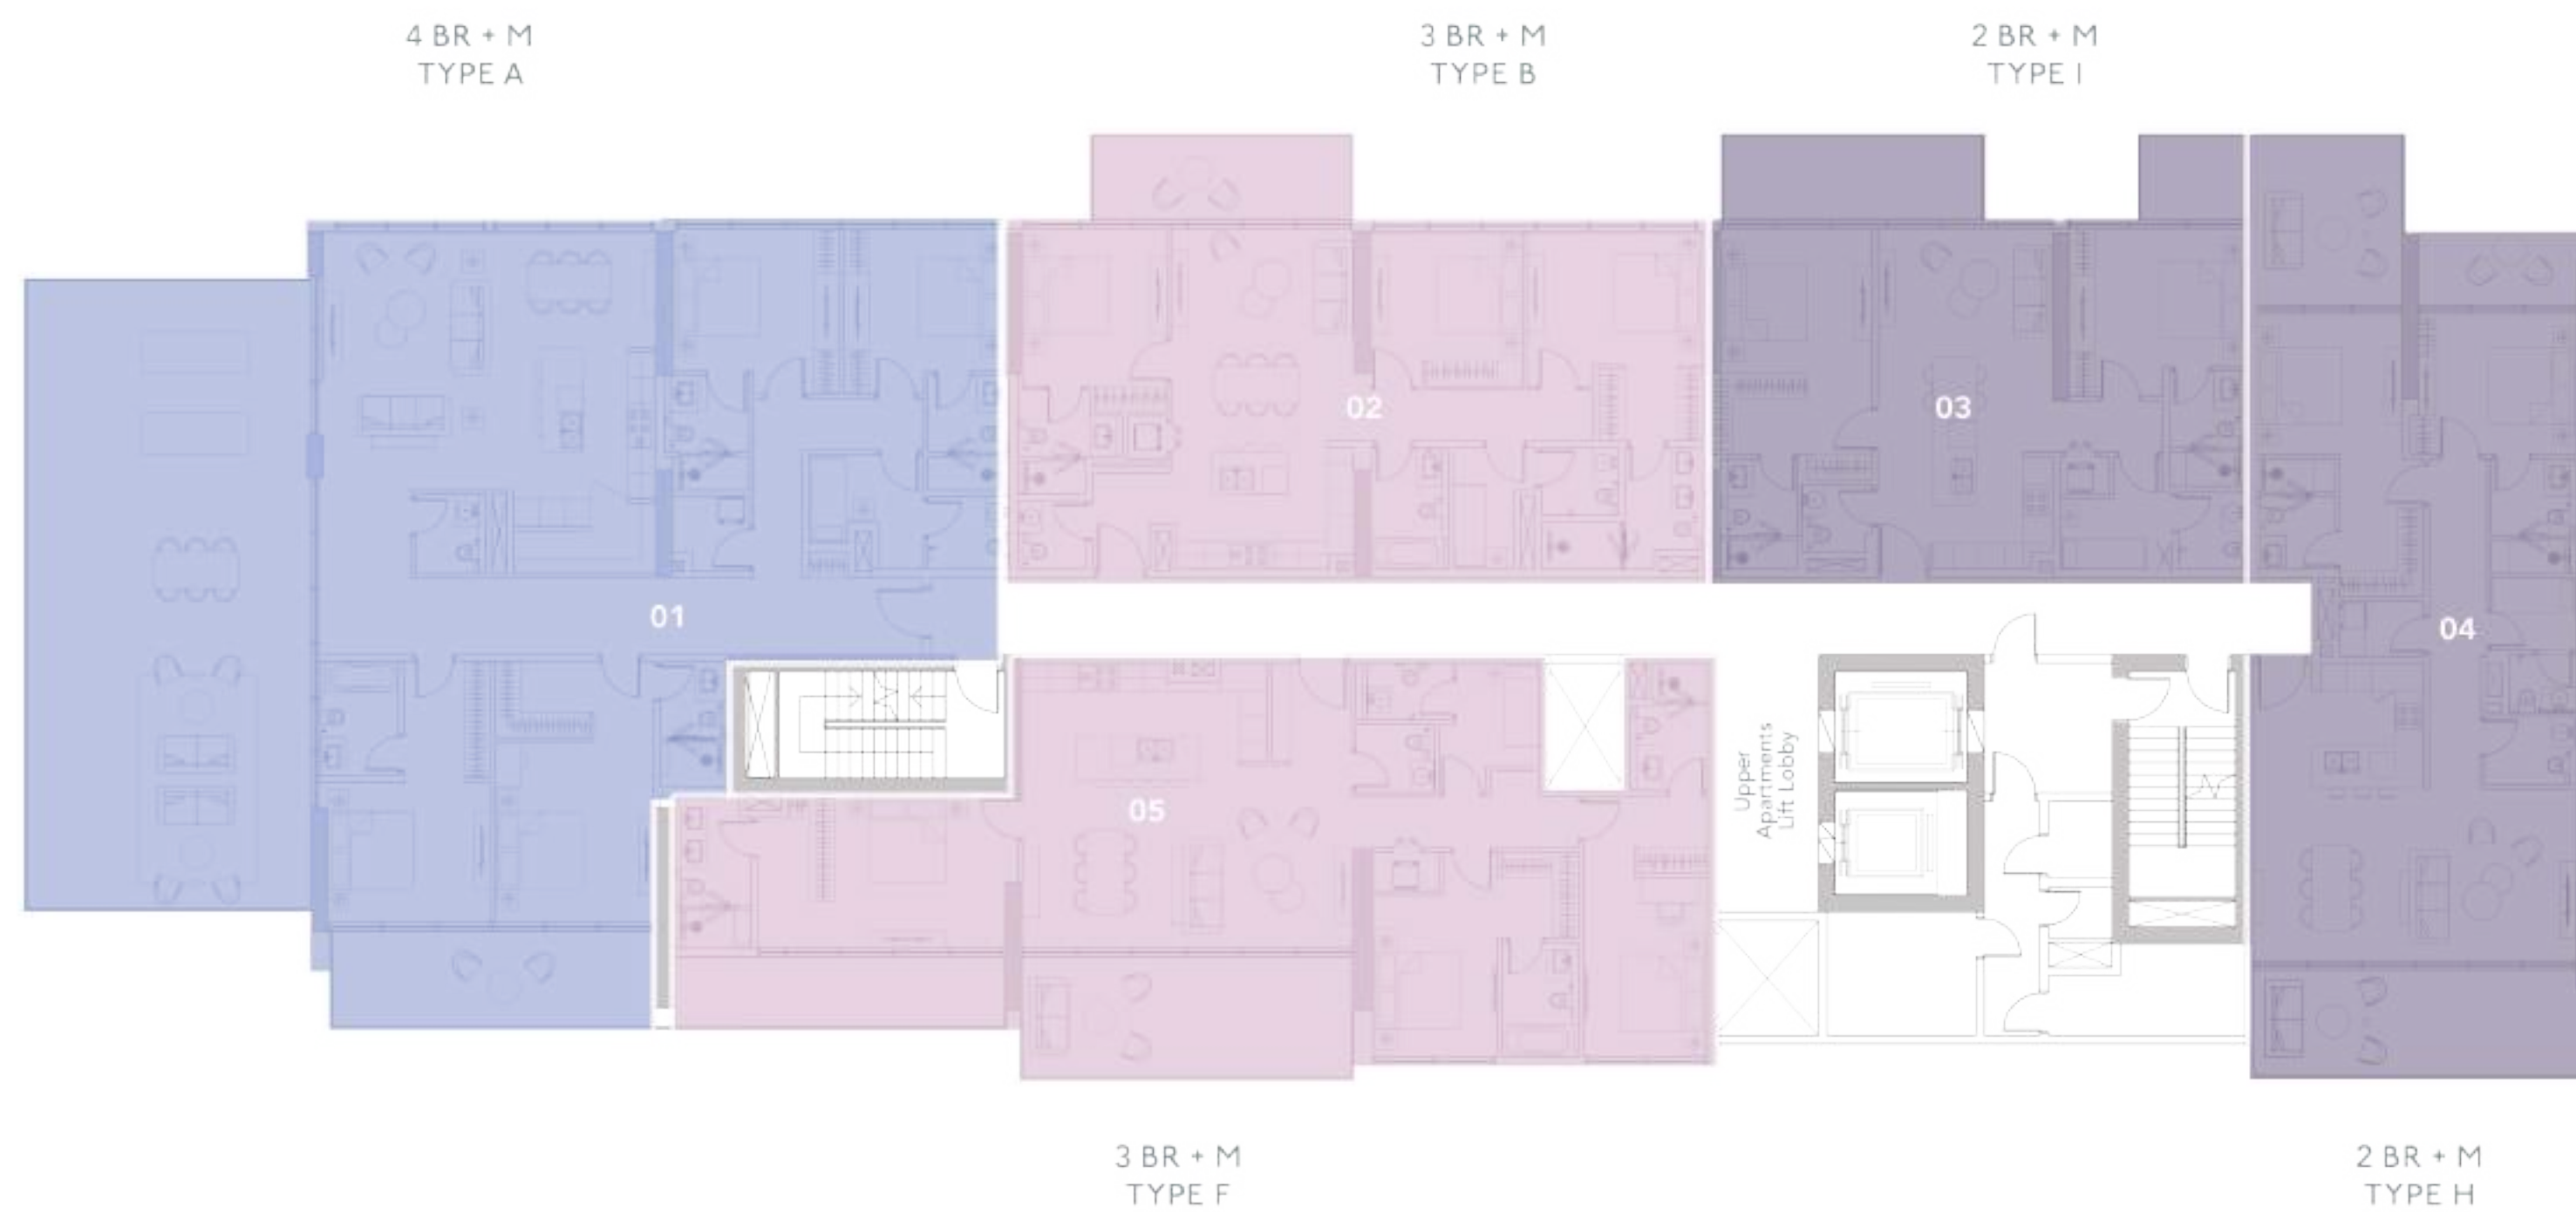 4 BR + M
TYPE A
3 BR + M
TYPE B
2 BR + M
TYPE I
02
03
01
04
05
Upper
Apartments
Lift Lobby
3 BR + M
TYPE F
2 BR + M
TYPE H